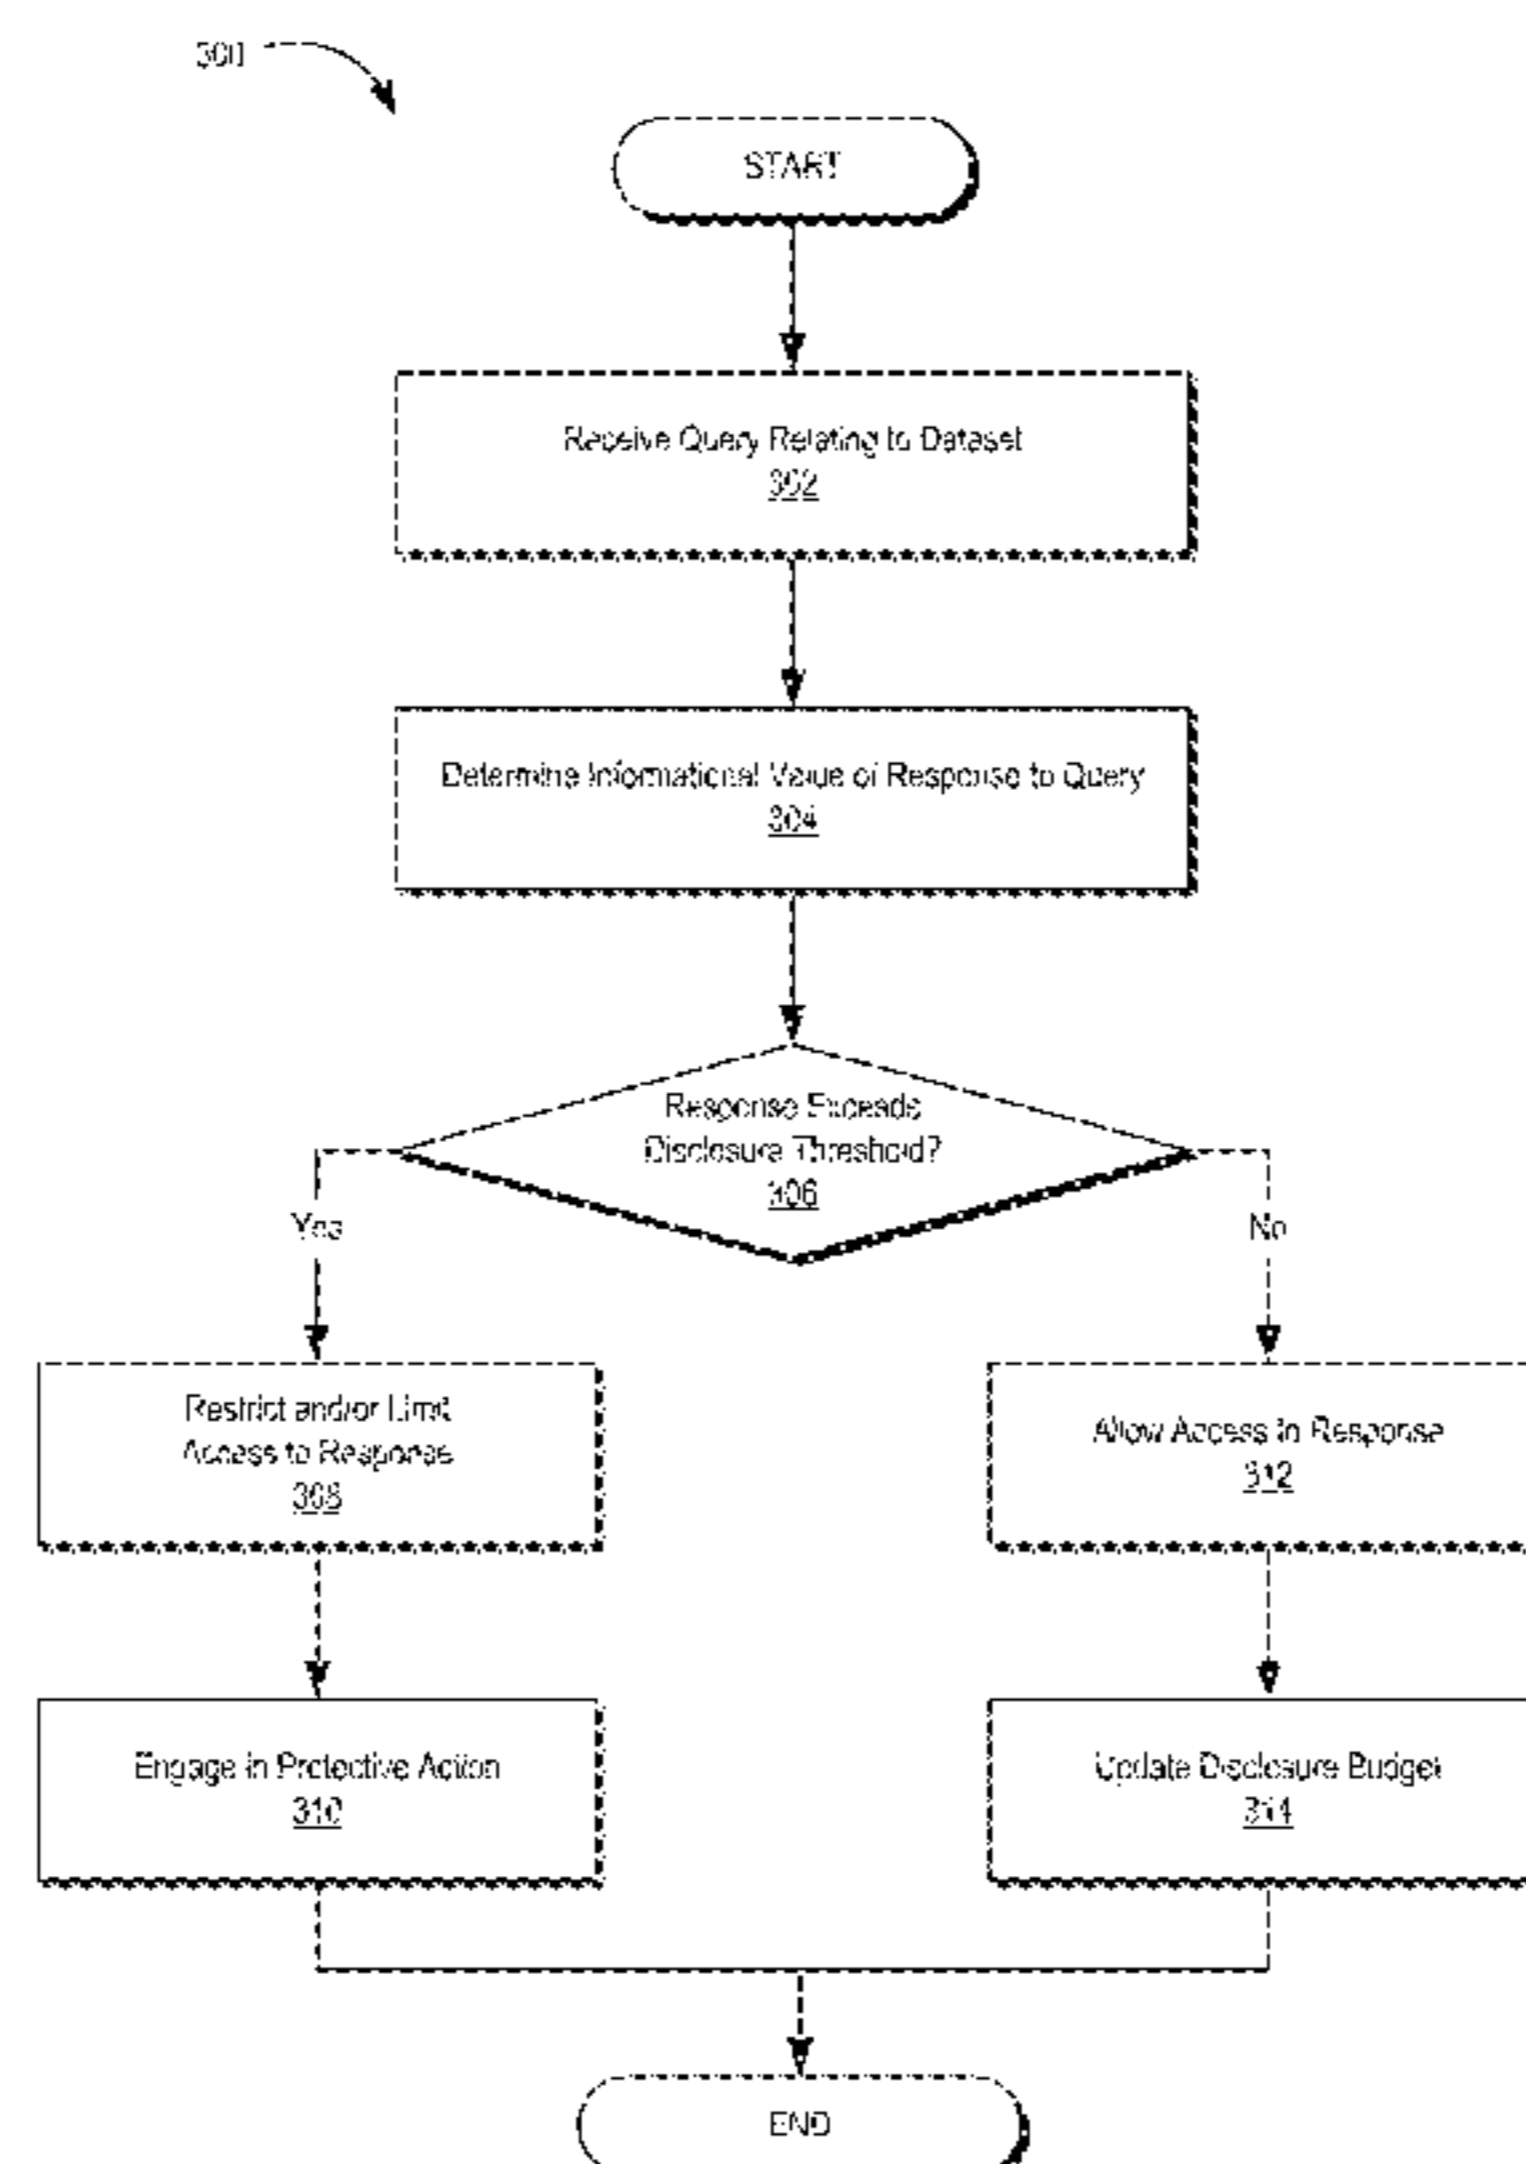 300
START
Receive Query Relating to Dataset
302
Determine Informational Value of Response to Query
304
Response Exceeds
Disclosure Threshold?
306
Yes
No
Restrict and/or Limit
Access to Response
308
Allow Access to Response
312
Engage in Protective Action
310
Update Disclosure Budget
314
END